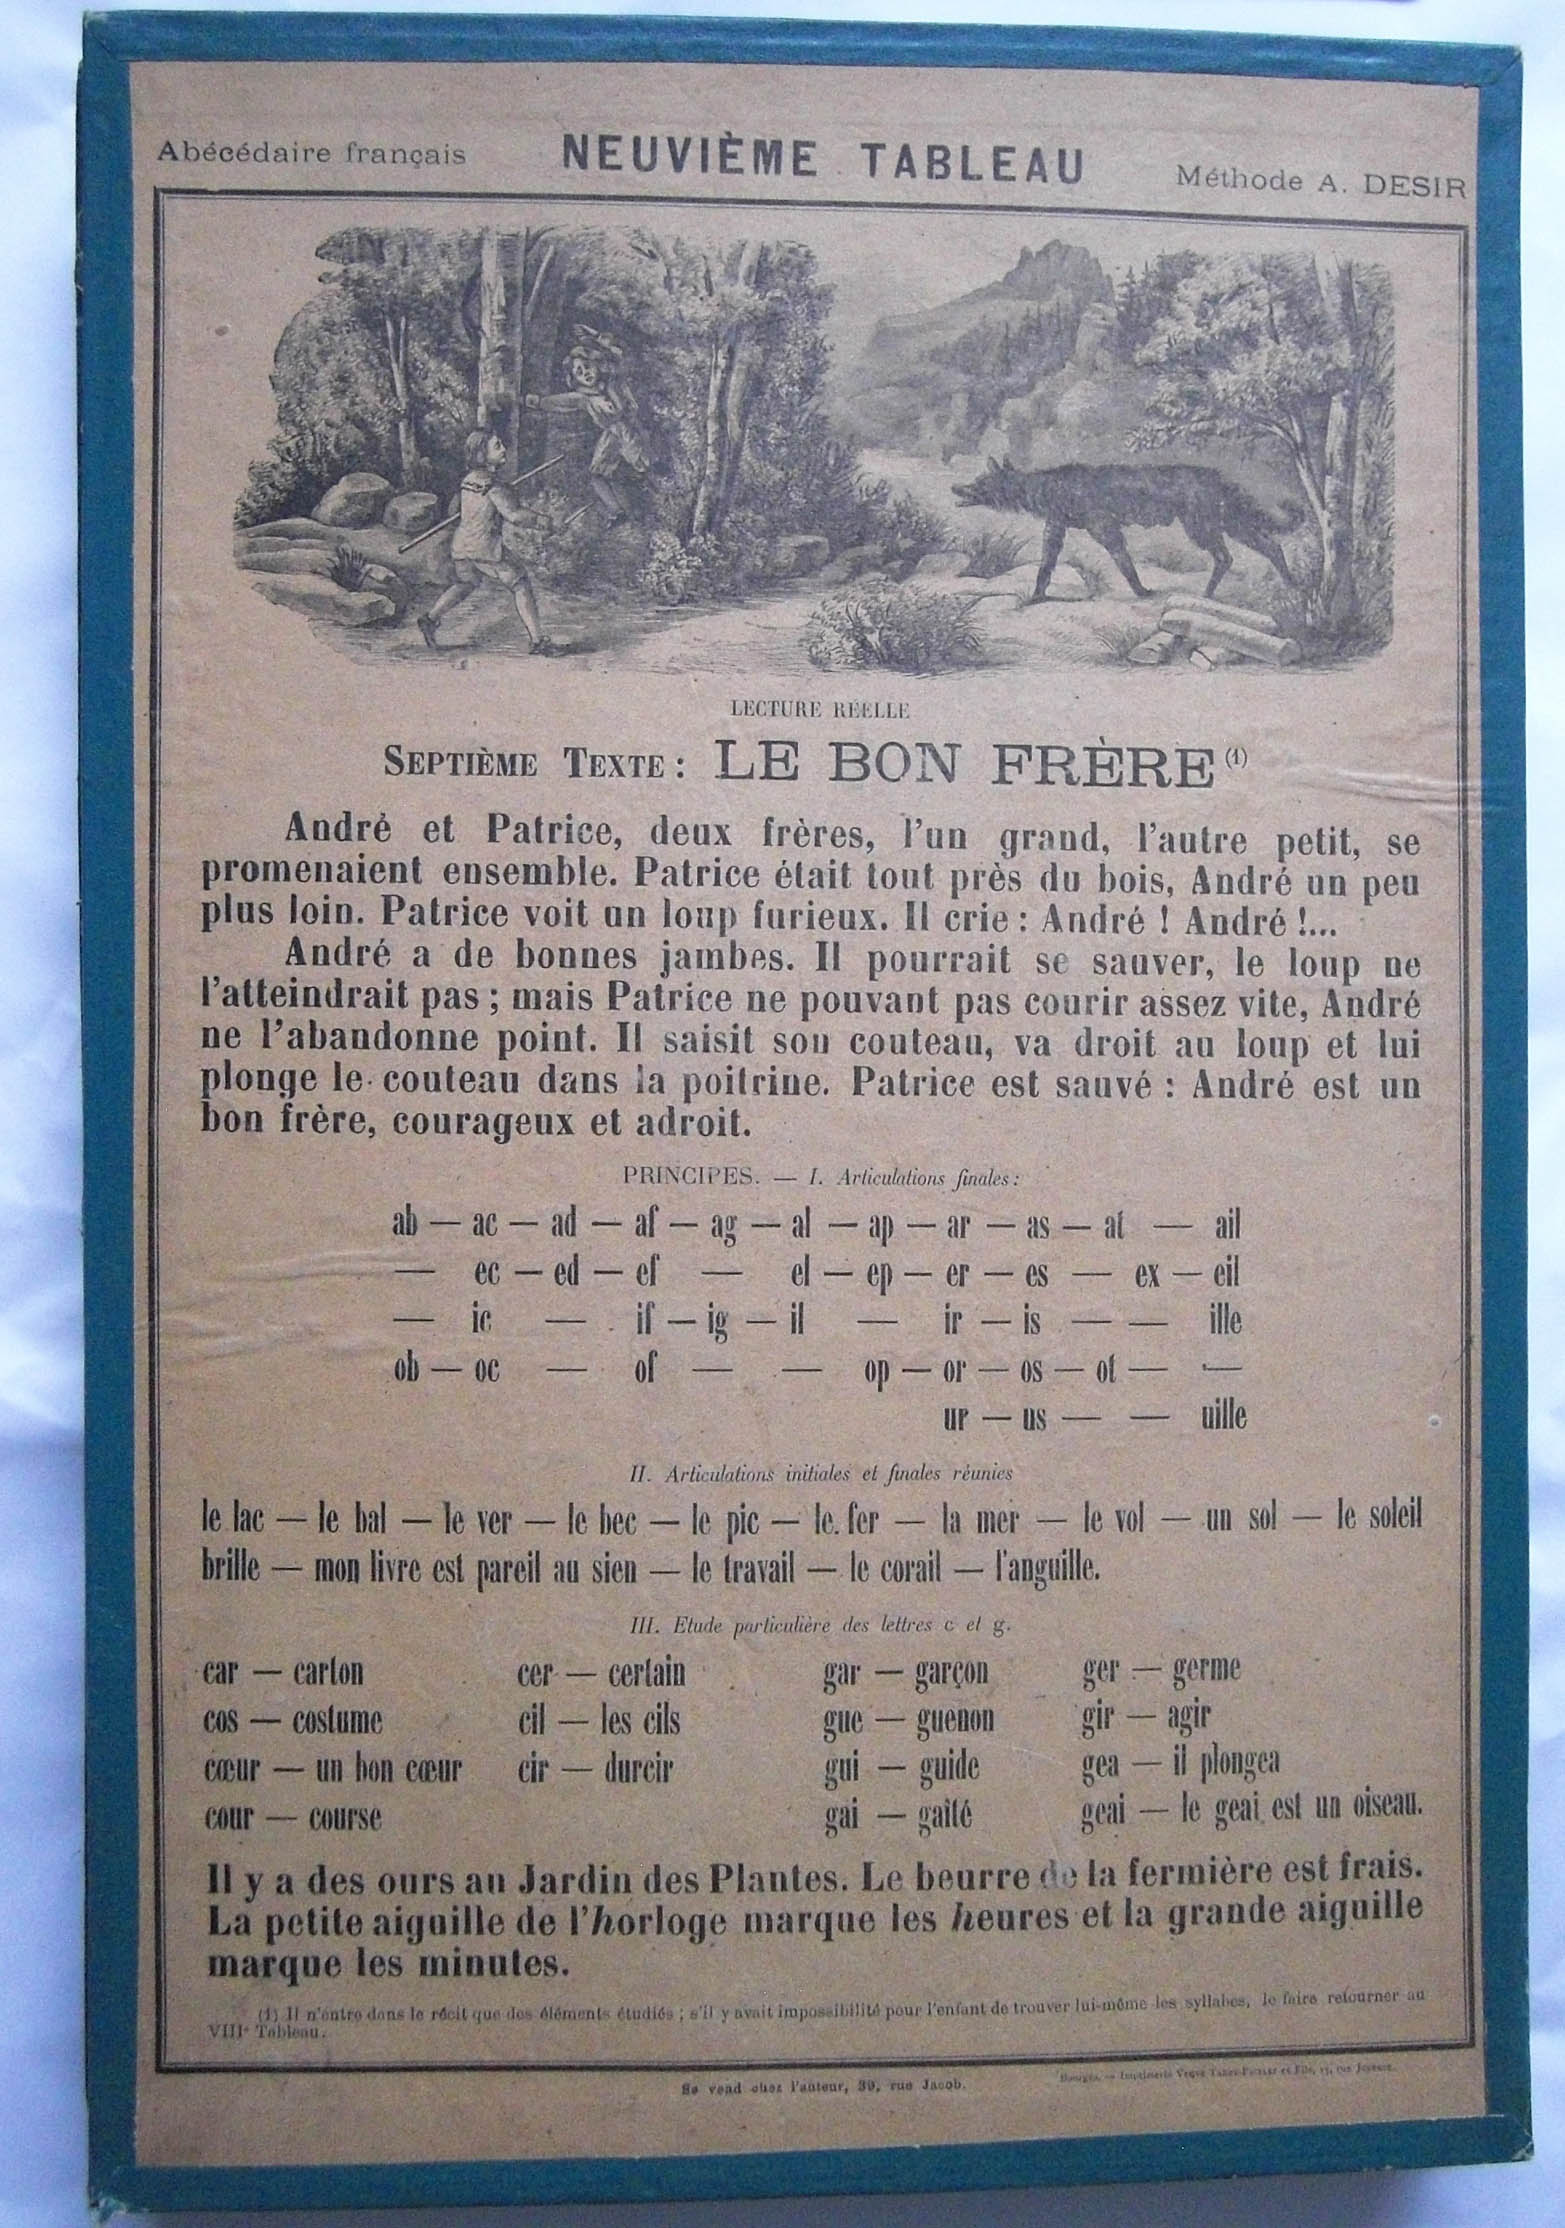 Abécédaire français NEUVIÈME TABLEAU Méthode A. DESIR
LECTURE RÉELLE
SEPTIÈME TEXTE : LE BON FRÈRE (1)
André et Patrice, deux frères, l'un grand, l'autre petit, se
promenaient ensemble. Patrice était tout près du bois, André un peu
plus loin. Patrice voit un loup furieux. Il crie : André ! André !...
André a de bonnes jambes. Il pourrait se sauver, le loup ne
l'atteindrait pas ; mais Patrice ne pouvant pas courir assez vite, André
ne l'abandonne point. Il saisit son couteau, va droit au loup et lui
plonge le couteau dans la poitrine. Patrice est sauvé : André est un
bon frère, courageux et adroit.
PRINCIPES. — I. Articulations finales :
ab — ac — ad — af — ag — al — ap — ar — as — at — ail
— ec — ed — ef — el — ep — er — es — ex — eil
— ic — if — ig — il — ir — is — — ille
ob — oc — of — — op — or — os — ot — —
ur — us — — uille
II. Articulations initiales et finales réunies
le lac — le bal — le ver — le bec — le pic — le fer — la mer — le vol — un sol — le soleil
brille — mon livre est pareil au sien — le travail — le corail — l'anguille.
III. Etude particulière des lettres c et g.
car — carton cer — certain gar — garçon ger — germe
cos — costume cil — les cils gue — guenon gir — agir
cœur — un bon cœur cir — durcir gui — guide gea — il plongea
cour — course gai — gaîté geai — le geai est un oiseau.
Il y a des ours au Jardin des Plantes. Le beurre de la fermière est frais.
La petite aiguille de l'horloge marque les heures et la grande aiguille
marque les minutes.
(1) Il n'entre dans le récit que des éléments étudiés ; s'il y avait impossibilité pour l'enfant de trouver lui-même les syllabes, le faire retourner au
VIIIe Tableau.
Se vend chez l'auteur, 39, rue Jacob.
Bourges. — Imprimerie Veuve et Fils, rue